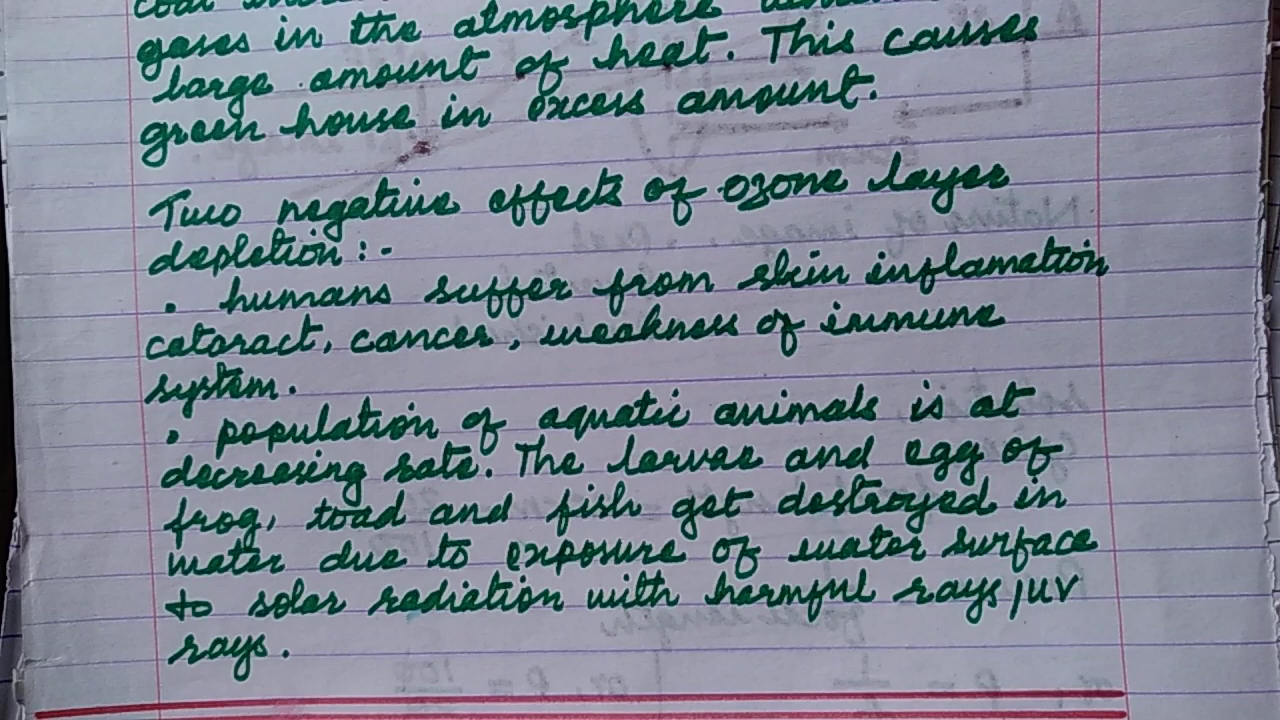 gases in the atmosphere
large amount of heat. This causes
green house in excess amount.
Two negative effects of ozone layer
depletion :-
• humans suffer from skin inflamation
cataract, cancer, weakness of immune
system.
• population of aquatic animals is at
decreasing rate. The larvae and egg of
frog, toad and fish get destroyed in
water due to exposure of water surface
to solar radiation with harmful rays/UV
rays.